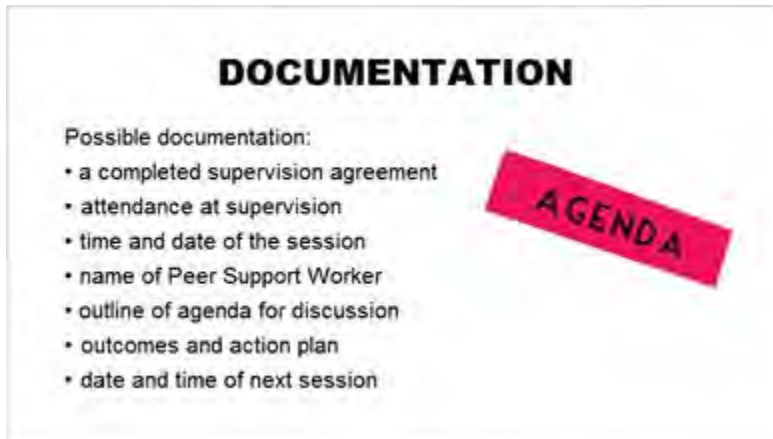 DOCUMENTATION
Possible documentation:
• a completed supervision agreement
• attendance at supervision
• time and date of the session
• name of Peer Support Worker
• outline of agenda for discussion
• outcomes and action plan
• date and time of next session
AGENDA